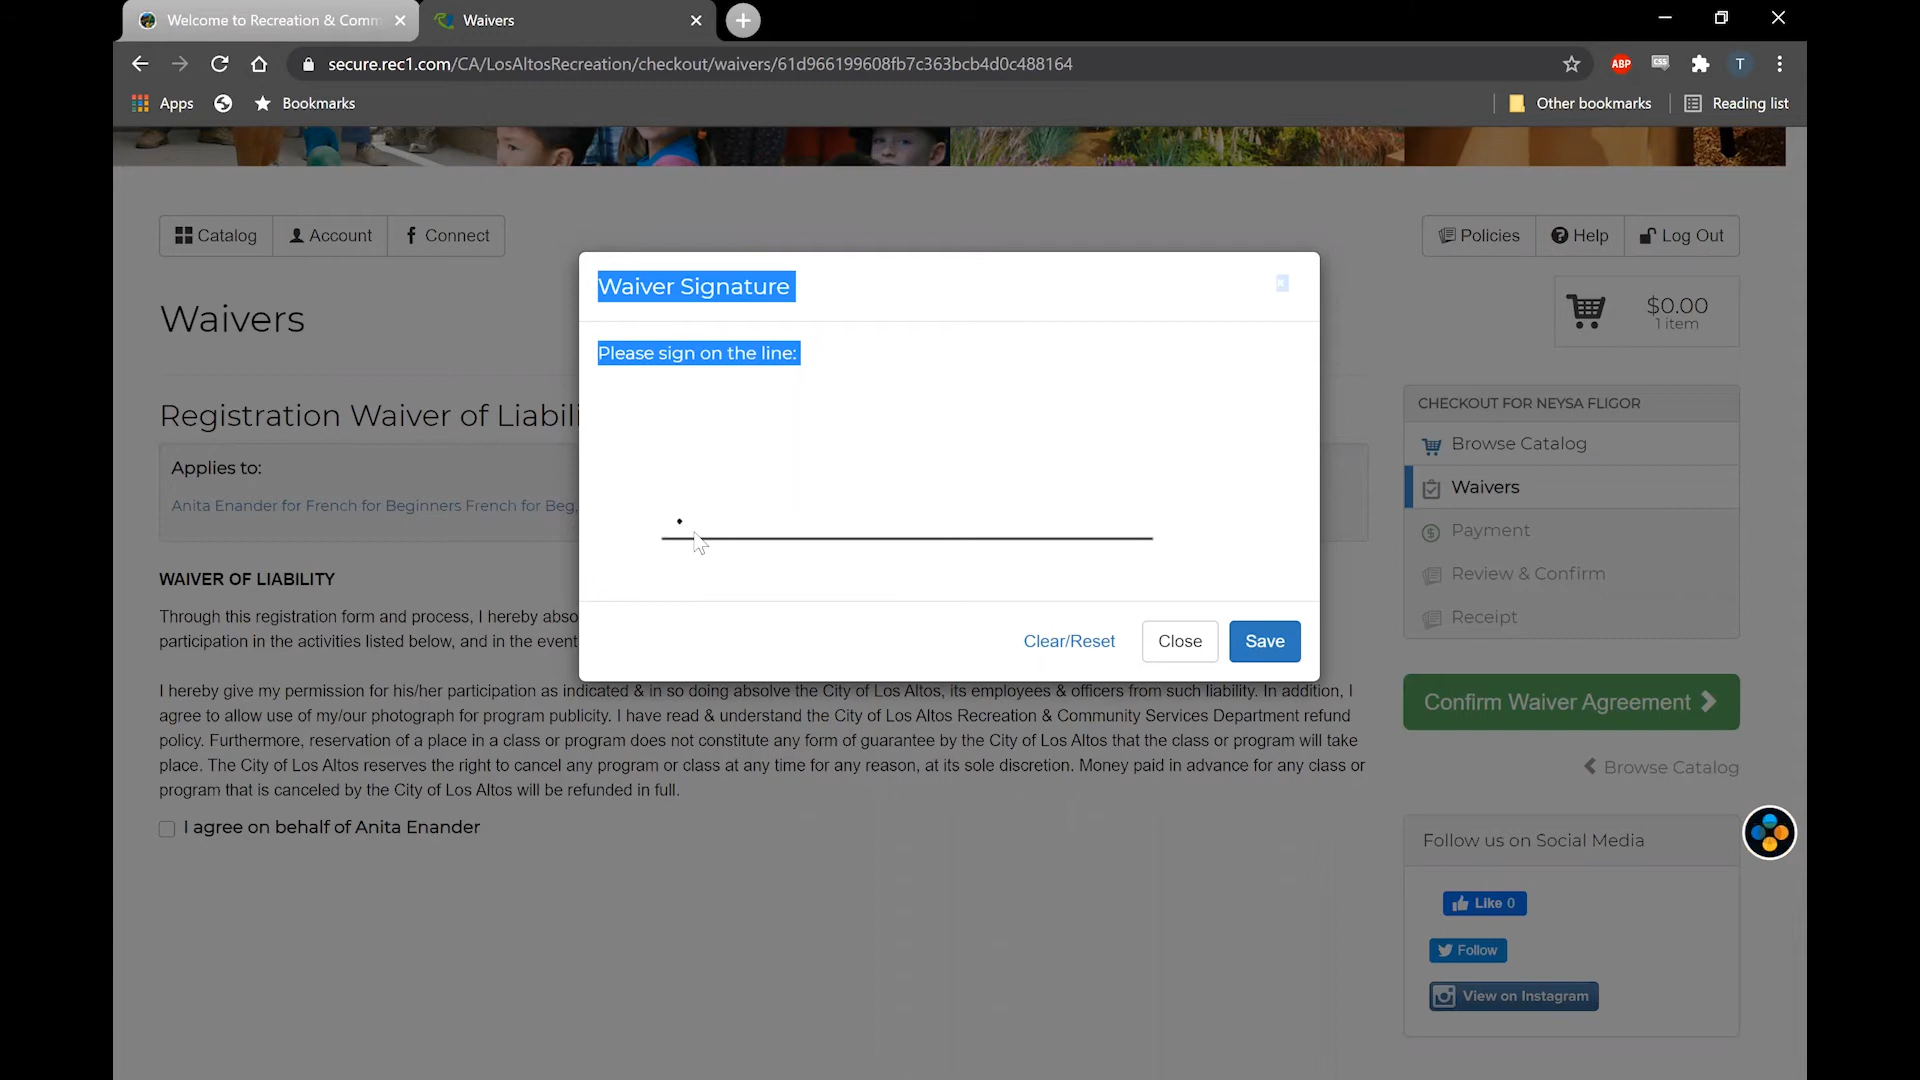 Welcome to Recreation & Comm
Waivers
secure.rec1.com/CA/LosAltosRecreation/checkout/waivers/61d966199608fb7c363bcb4d0c488164
ABP
CSS
T
Apps
Bookmarks
Other bookmarks
Reading list
Catalog
Account
Connect
Policies
Help
Log Out
Waivers
$0.00
1 item
Waiver Signature
Please sign on the line:
Clear/Reset
Close
Save
Registration Waiver of Liabili
Applies to:
Anita Enander for French for Beginners French for Beg.
WAIVER OF LIABILITY
Through this registration form and process, I hereby abso
participation in the activities listed below, and in the event
I hereby give my permission for his/her participation as indicated & in so doing absolve the City of Los Altos, its employees & officers from such liability. In addition, I
agree to allow use of my/our photograph for program publicity. I have read & understand the City of Los Altos Recreation & Community Services Department refund
policy. Furthermore, reservation of a place in a class or program does not constitute any form of guarantee by the City of Los Altos that the class or program will take
place. The City of Los Altos reserves the right to cancel any program or class at any time for any reason, at its sole discretion. Money paid in advance for any class or
program that is canceled by the City of Los Altos will be refunded in full.
I agree on behalf of Anita Enander
CHECKOUT FOR NEYSA FLIGOR
Browse Catalog
Waivers
Payment
Review & Confirm
Receipt
Confirm Waiver Agreement
Browse Catalog
Follow us on Social Media
Like 0
Follow
View on Instagram